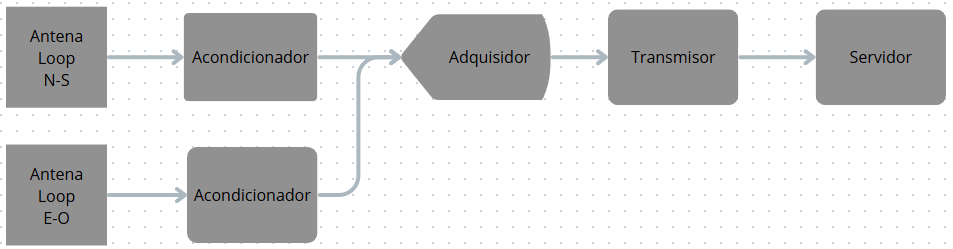 Antena
Loop
N-S
Acondicionador
Adquisidor
Transmisor
Servidor
Antena
Loop
E-O
Acondicionador